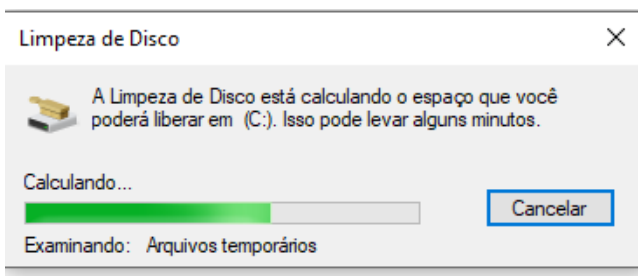 Limpeza de Disco
A Limpeza de Disco está calculando o espaço que você
poderá liberar em  (C:). Isso pode levar alguns minutos.
Calculando...
Cancelar
Examinando:   Arquivos temporários